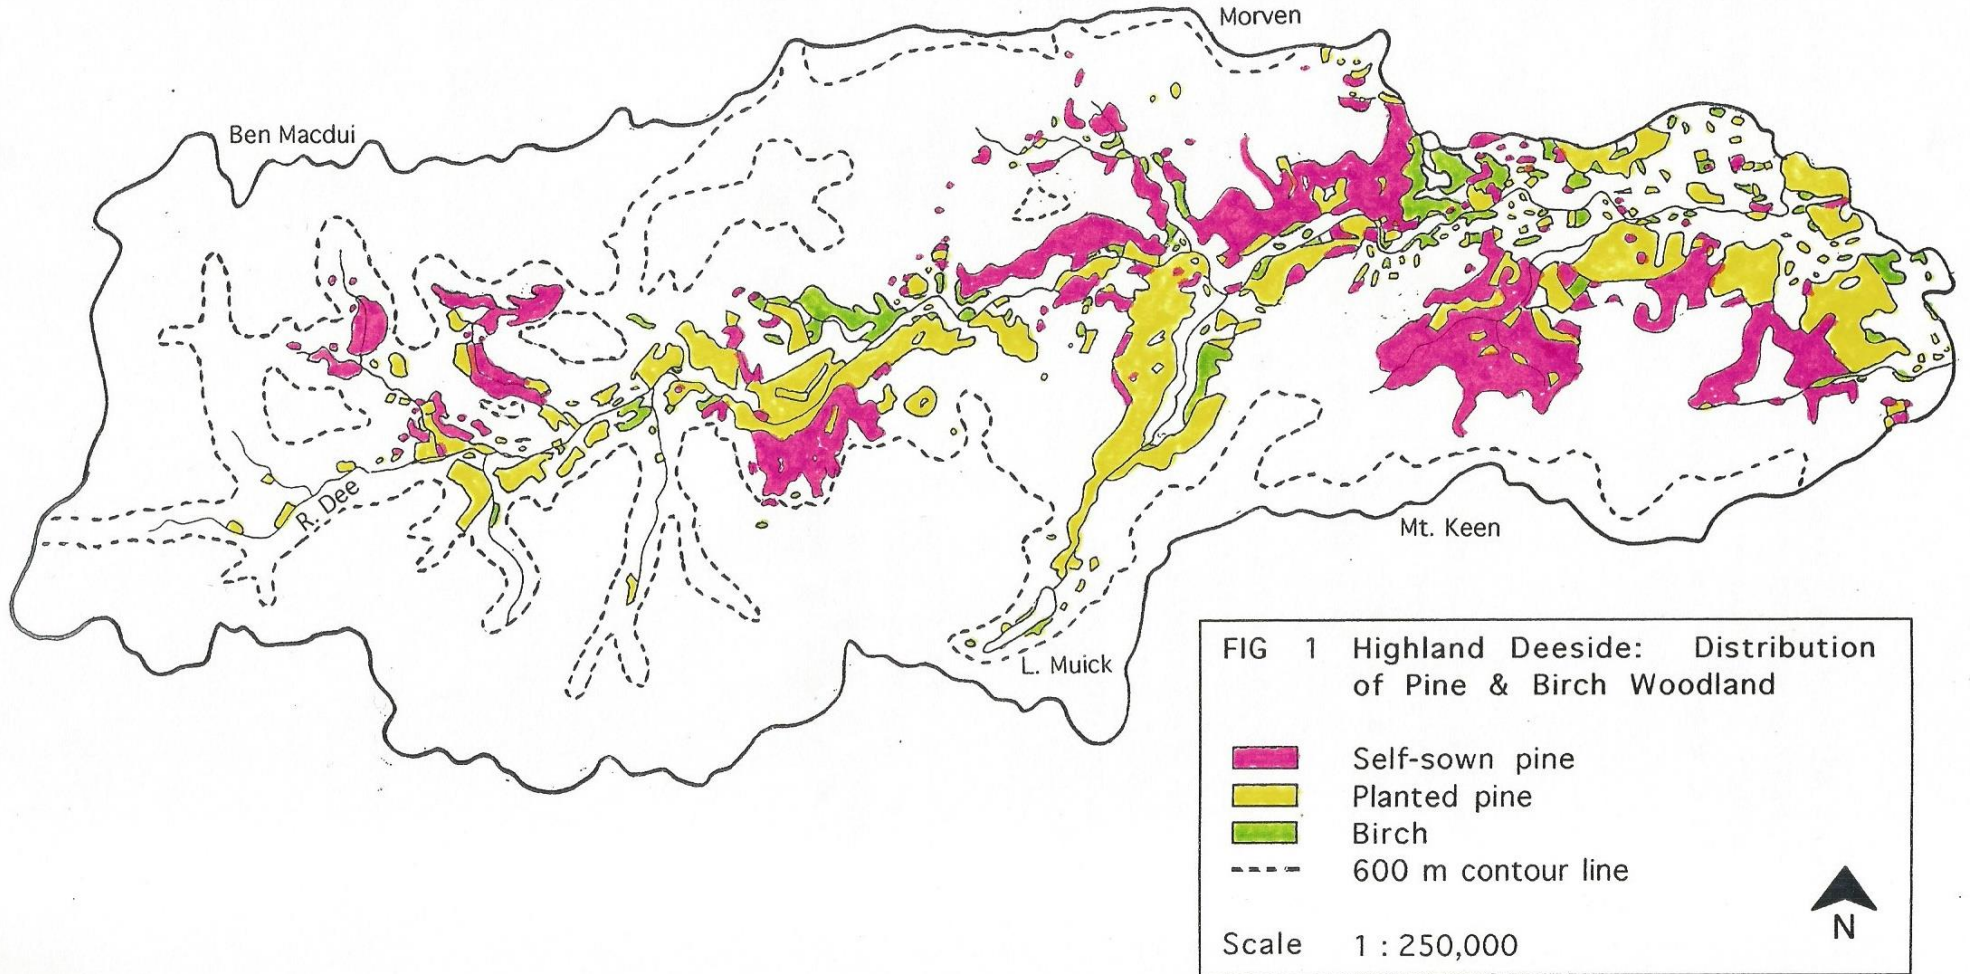 Morven
Ben Macdui
R. Dee
Mt. Keen
L. Muick
FIG 1 Highland Deeside: Distribution
of Pine & Birch Woodland
Self-sown pine
Planted pine
Birch
600 m contour line
N
Scale 1 : 250,000